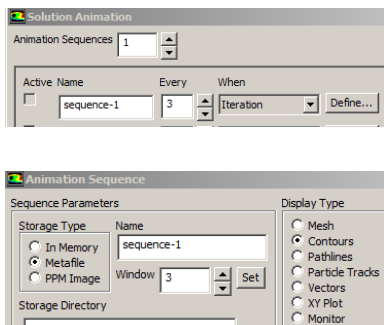 Solution Animation
Animation Sequences 1
Active Name Every When
sequence-1 3 Iteration Define...
Animation Sequence
Sequence Parameters Display Type
Storage Type Name Mesh
In Memory sequence-1 Contours
Metafile Pathlines
PPM Image Window 3 Set Particle Tracks
Vectors
Storage Directory XY Plot
Monitor